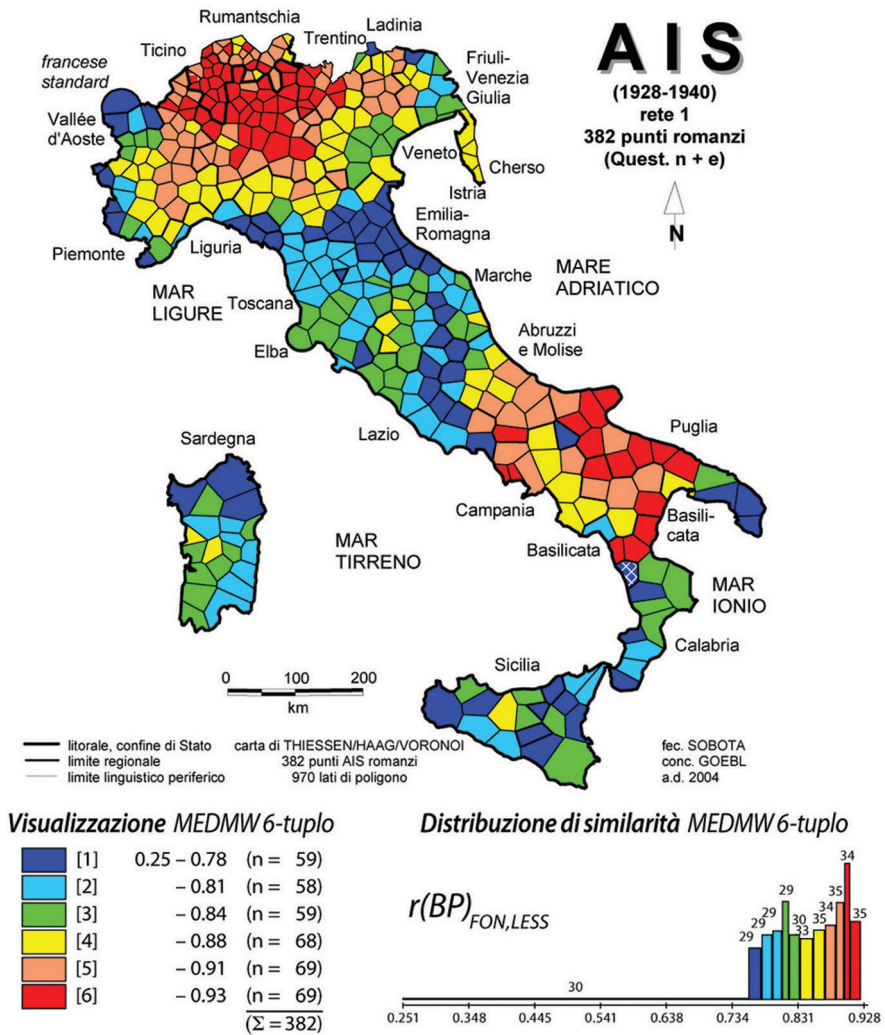 AIS
(1928-1940)
rete 1
382 punti romanzi
(Quest. n + e)
N
Rumantschia
Ladinia
Ticino
Trentino
francese
standard
Friuli-
Venezia
Giulia
Vallée
d'Aoste
Veneto
Cherso
Istria
Emilia-
Romagna
Piemonte
Liguria
Marche
MARE
ADRIATICO
MAR
LIGURE
Toscana
Elba
Abruzzi
e Molise
Lazio
Puglia
Sardegna
Campania
Basili-
cata
Basilicata
MAR
TIRRENO
MAR
IONIO
Calabria
Sicilia
0 100 200
km
litorale, confine di Stato
limite regionale
limite linguistico periferico
carta di THIESSEN/HAAG/VORONOI
382 punti AIS romanzi
970 lati di poligono
fec. SOBOTA
conc. GOEBL
a.d. 2004
Visualizzazione MEDMW 6-tuplo
[1] 0.25 – 0.78 (n = 59)
[2] – 0.81 (n = 58)
[3] – 0.84 (n = 59)
[4] – 0.88 (n = 68)
[5] – 0.91 (n = 69)
[6] – 0.93 (n = 69)
(Σ = 382)
Distribuzione di similarità MEDMW 6-tuplo
r(BP)FON,LESS
30
29 29 29 29 30 33 35 34 35 34 35
0.251 0.348 0.445 0.541 0.638 0.734 0.831 0.928